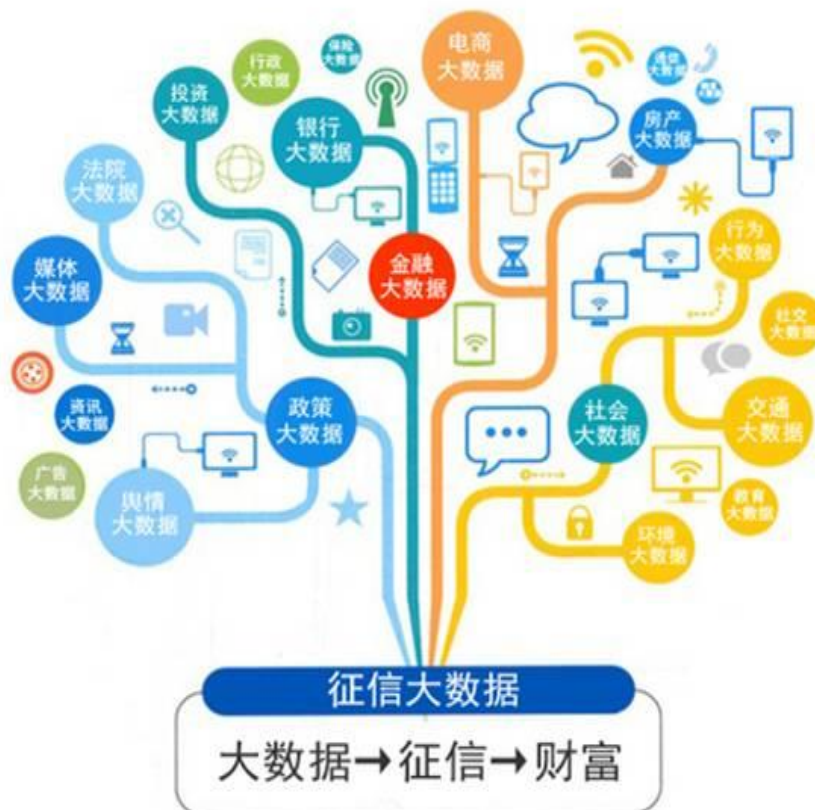 保险
大数据
行政
大数据
投资
大数据
银行
大数据
电商
大数据
通信
大数据
房产
大数据
法院
大数据
媒体
大数据
金融
大数据
行为
大数据
社交
大数据
资讯
大数据
政策
大数据
社会
大数据
交通
大数据
广告
大数据
舆情
大数据
教育
大数据
环境
大数据
征信大数据
大数据→征信→财富